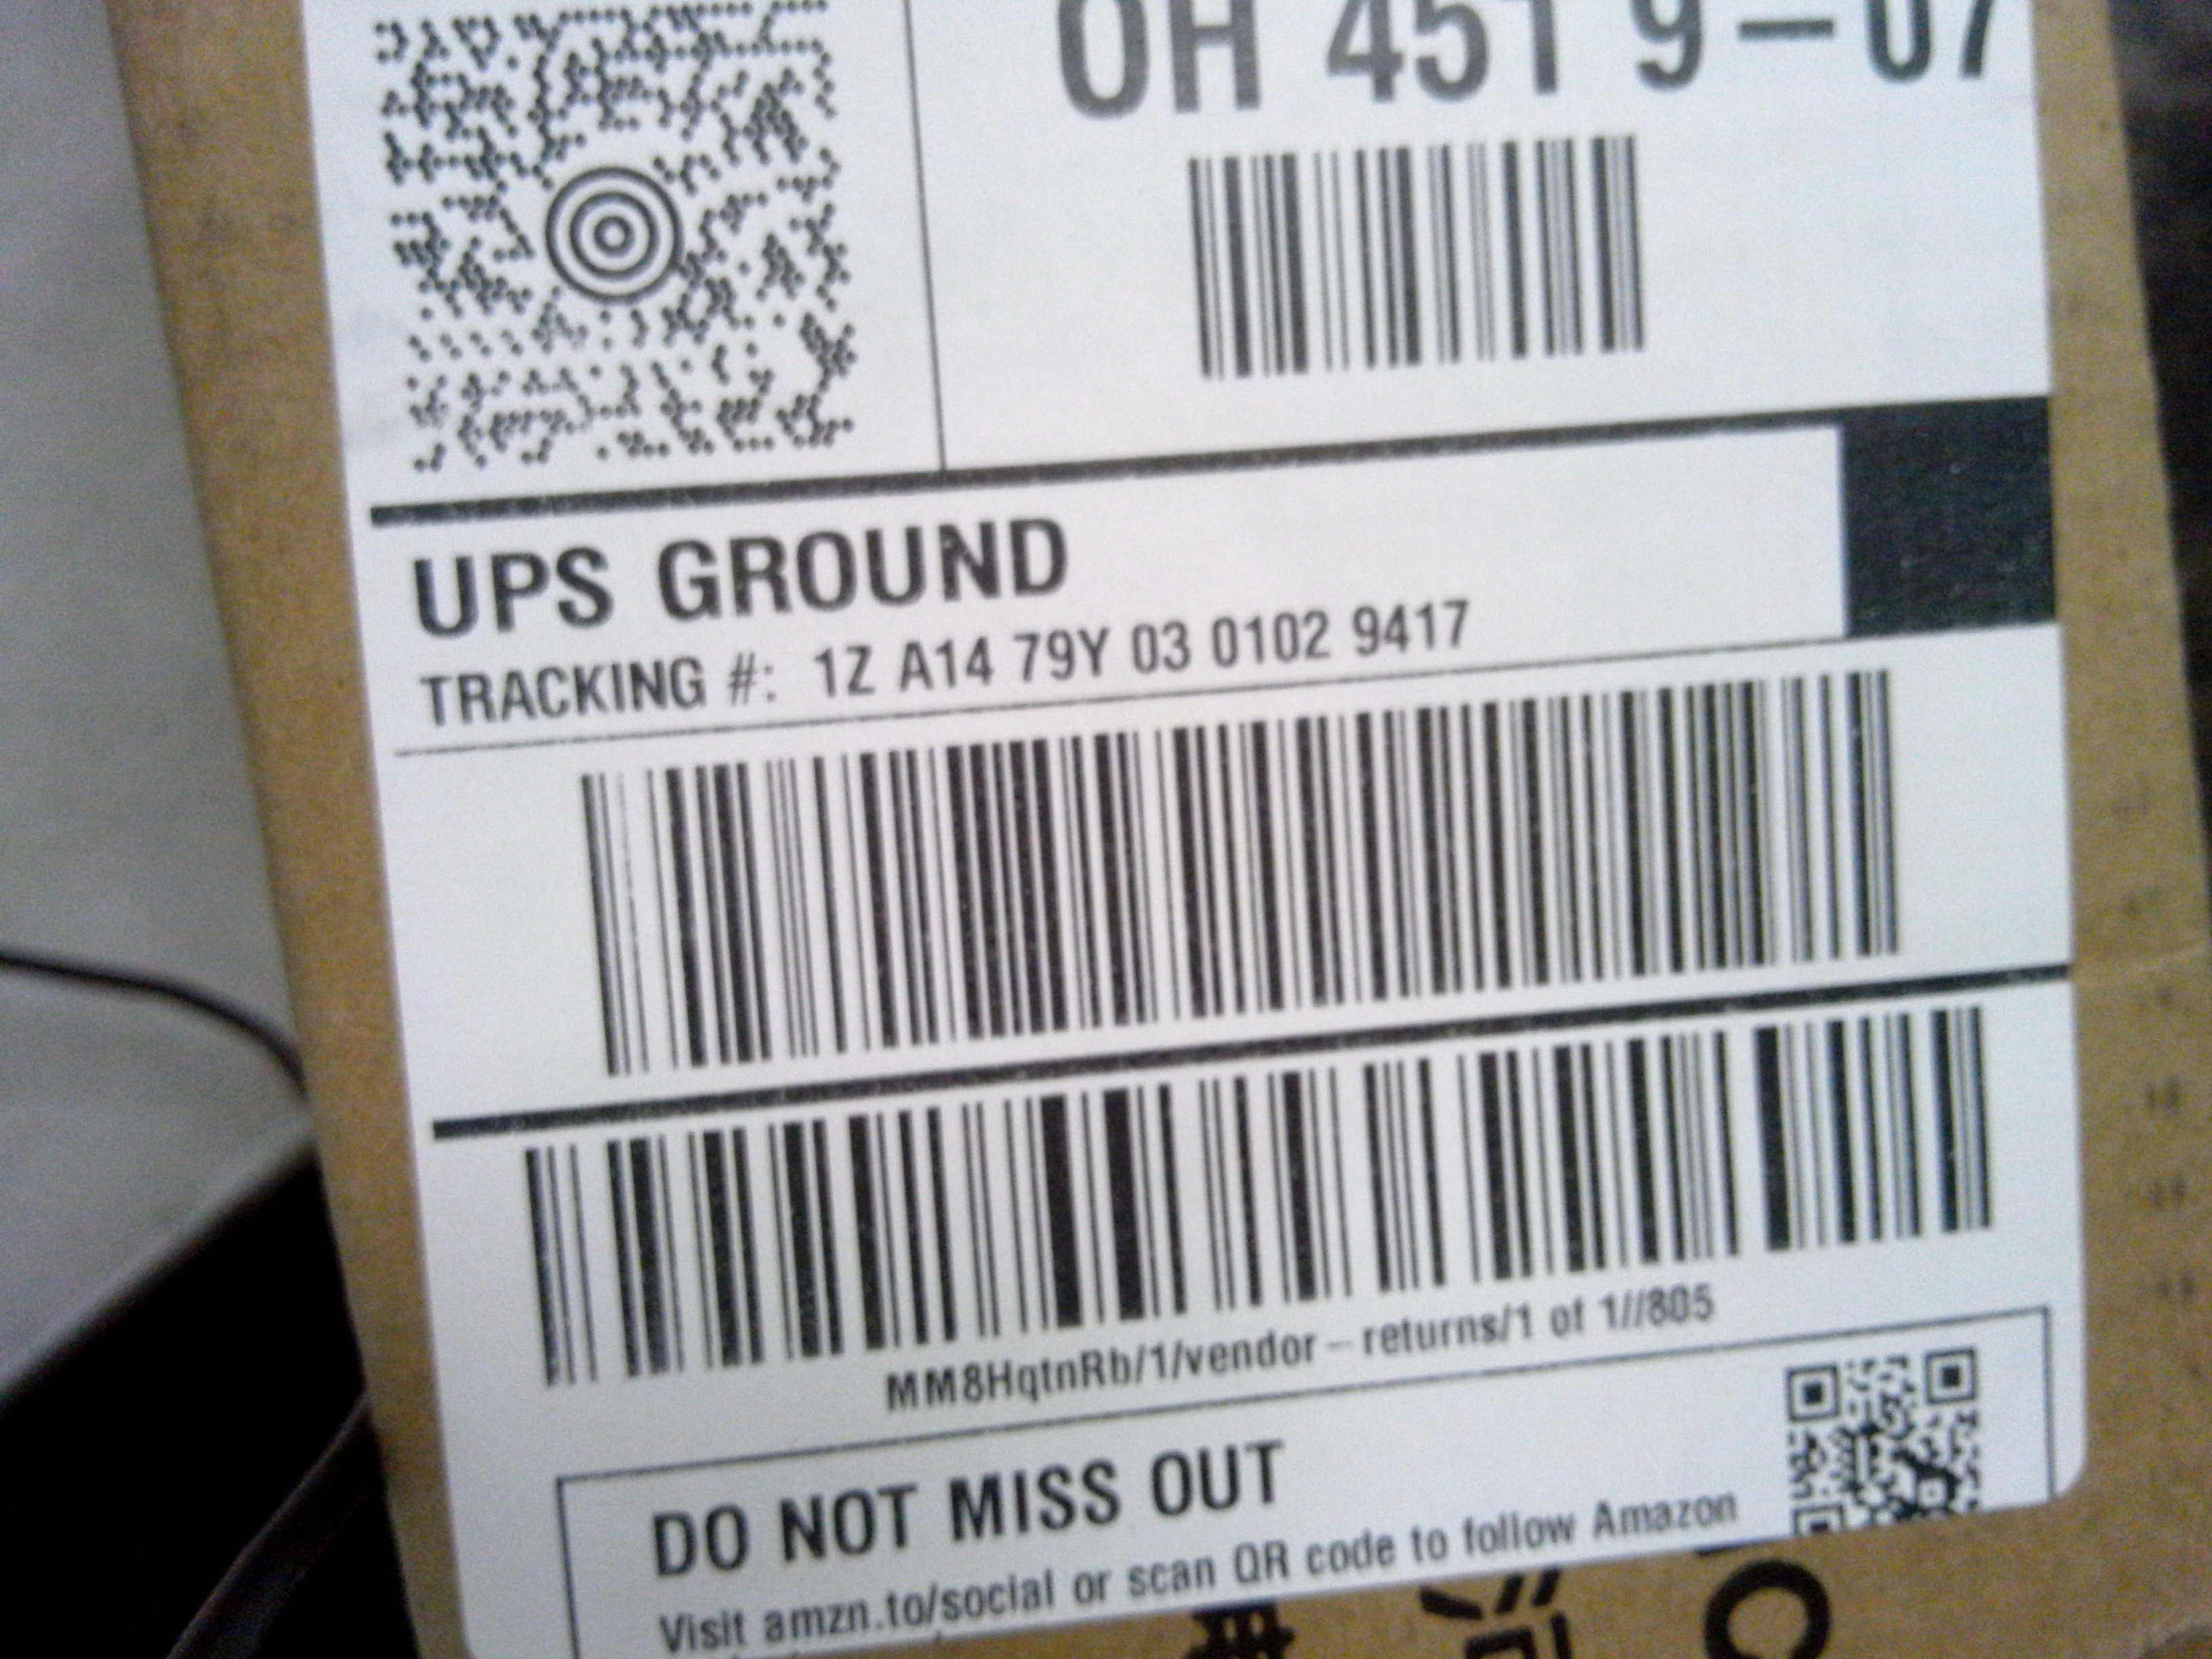 OH 451 9-07
UPS GROUND
TRACKING #: 1Z A14 79Y 03 0102 9417
MM8HqtnRb/1/vendor-returns/1 of 1//805
DO NOT MISS OUT
Visit amzn.to/social or scan QR code to follow Amazon